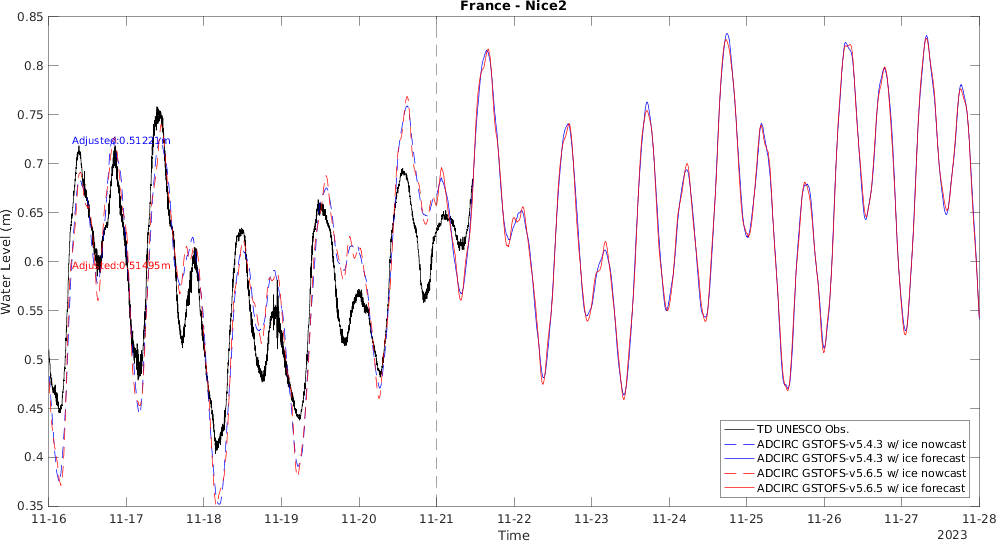 France - Nice2
0.85
0.8
0.75
0.7
0.65
0.6
0.55
0.5
0.45
0.4
0.35
Water Level (m)
Adjusted:0.51221m
Adjusted:0.51495m
TD UNESCO Obs.
ADCIRC GSTOFS-v5.4.3 w/ ice nowcast
ADCIRC GSTOFS-v5.4.3 w/ ice forecast
ADCIRC GSTOFS-v5.6.5 w/ ice nowcast
ADCIRC GSTOFS-v5.6.5 w/ ice forecast
11-16 11-17 11-18 11-19 11-20 11-21 11-22 11-23 11-24 11-25 11-26 11-27 11-28
Time
2023